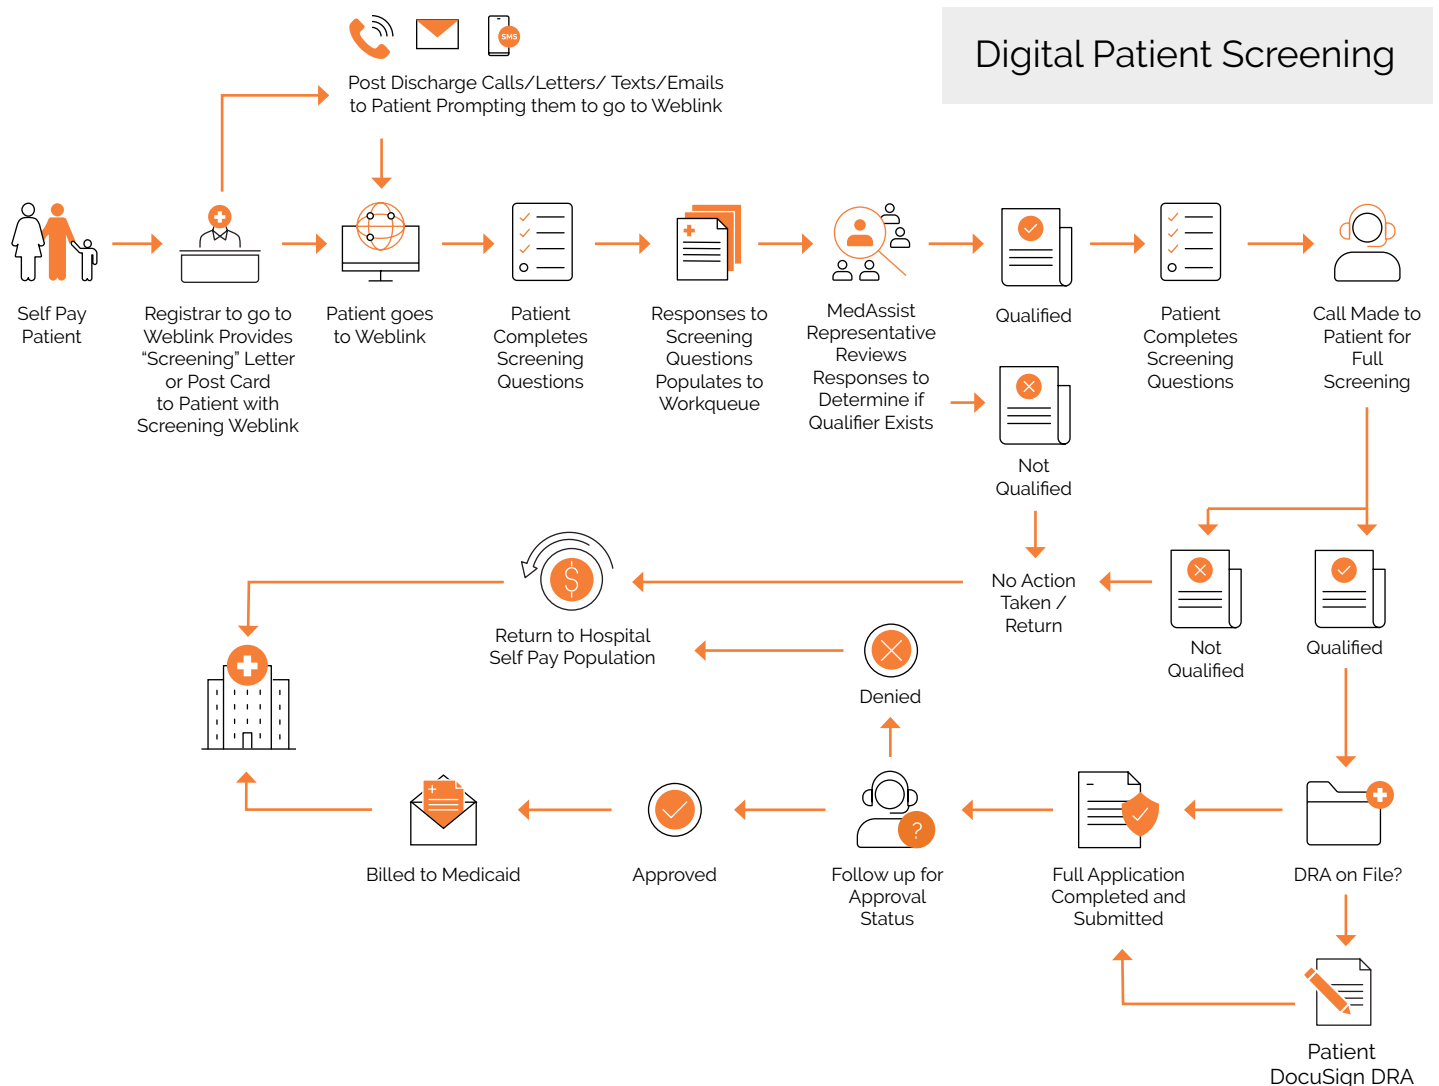 Digital Patient Screening
SMS
Post Discharge Calls/Letters/ Texts/Emails
to Patient Prompting them to go to Weblink
Self Pay
Patient
Registrar to go to
Weblink Provides
“Screening” Letter
or Post Card
to Patient with
Screening Weblink
Patient goes
to Weblink
Patient
Completes
Screening
Questions
Responses to
Screening
Questions
Populates to
Workqueue
MedAssist
Representative
Reviews
Responses to
Determine if
Qualifier Exists
Qualified
Not
Qualified
Patient
Completes
Screening
Questions
Call Made to
Patient for
Full
Screening
No Action
Taken /
Return
Not
Qualified
Qualified
$
Return to Hospital
Self Pay Population
Denied
?
Billed to Medicaid
Approved
Follow up for
Approval
Status
Full Application
Completed and
Submitted
DRA on File?
Patient
DocuSign DRA